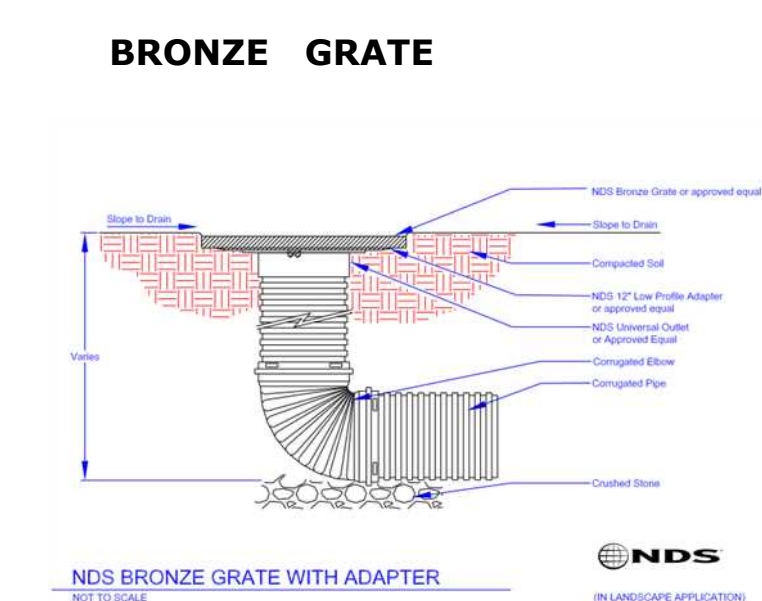 BRONZE GRATE
NDS Bronze Grate or approved equal
Slope to Drain
Slope to Drain
Compacted Soil
NDS 12" Low Profile Adapter
or approved equal
NDS Universal Outlet
or Approved Equal
Varies
Corrugated Elbow
Corrugated Pipe
Crushed Stone
NDS
NDS BRONZE GRATE WITH ADAPTER
NOT TO SCALE
(IN LANDSCAPE APPLICATION)